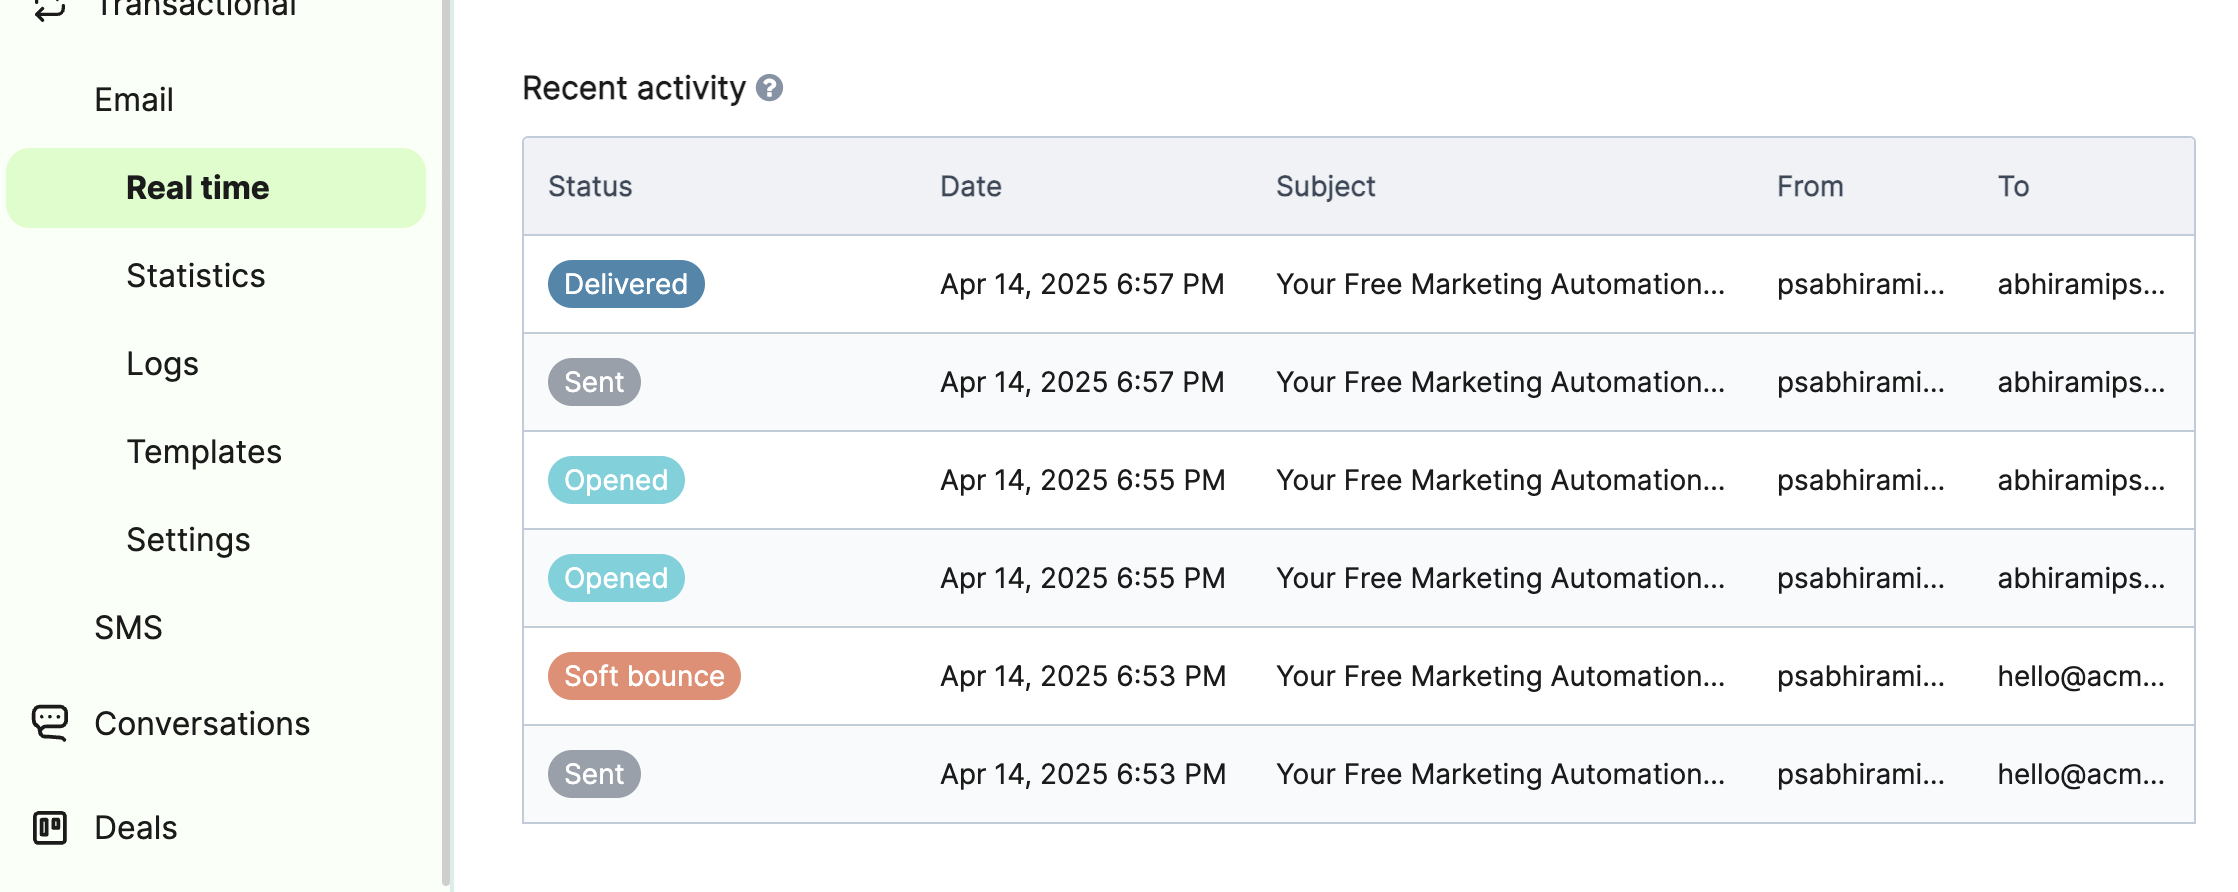 Transactional
Email
Real time
Statistics
Logs
Templates
Settings
SMS
Conversations
Deals
Recent activity ?
Status Date Subject From To
Delivered Apr 14, 2025 6:57 PM Your Free Marketing Automation... psabhirami... abhiramips...
Sent Apr 14, 2025 6:57 PM Your Free Marketing Automation... psabhirami... abhiramips...
Opened Apr 14, 2025 6:55 PM Your Free Marketing Automation... psabhirami... abhiramips...
Opened Apr 14, 2025 6:55 PM Your Free Marketing Automation... psabhirami... abhiramips...
Soft bounce Apr 14, 2025 6:53 PM Your Free Marketing Automation... psabhirami... hello@acm...
Sent Apr 14, 2025 6:53 PM Your Free Marketing Automation... psabhirami... hello@acm...